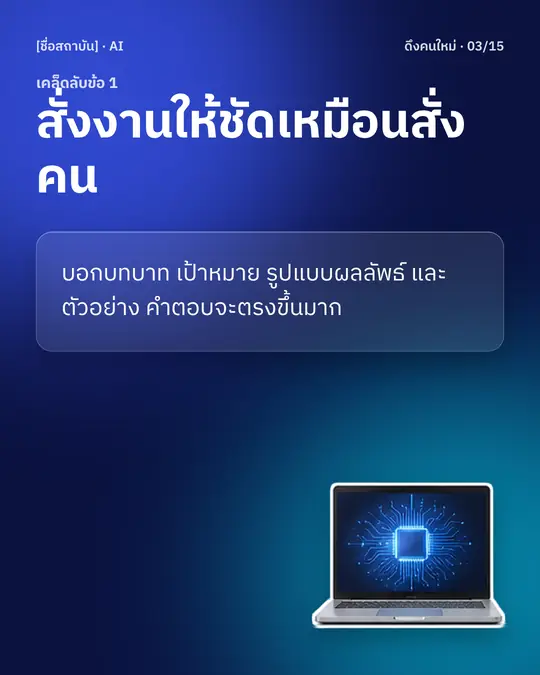 [ชื่อสถาบัน] · AI
ดึงคนใหม่ · 03/15
เคล็ดลับข้อ 1
สั่งงานให้ชัดเหมือนสั่ง
คน
บอกบทบาท เป้าหมาย รูปแบบผลลัพธ์ และ
ตัวอย่าง คำตอบจะตรงขึ้นมาก